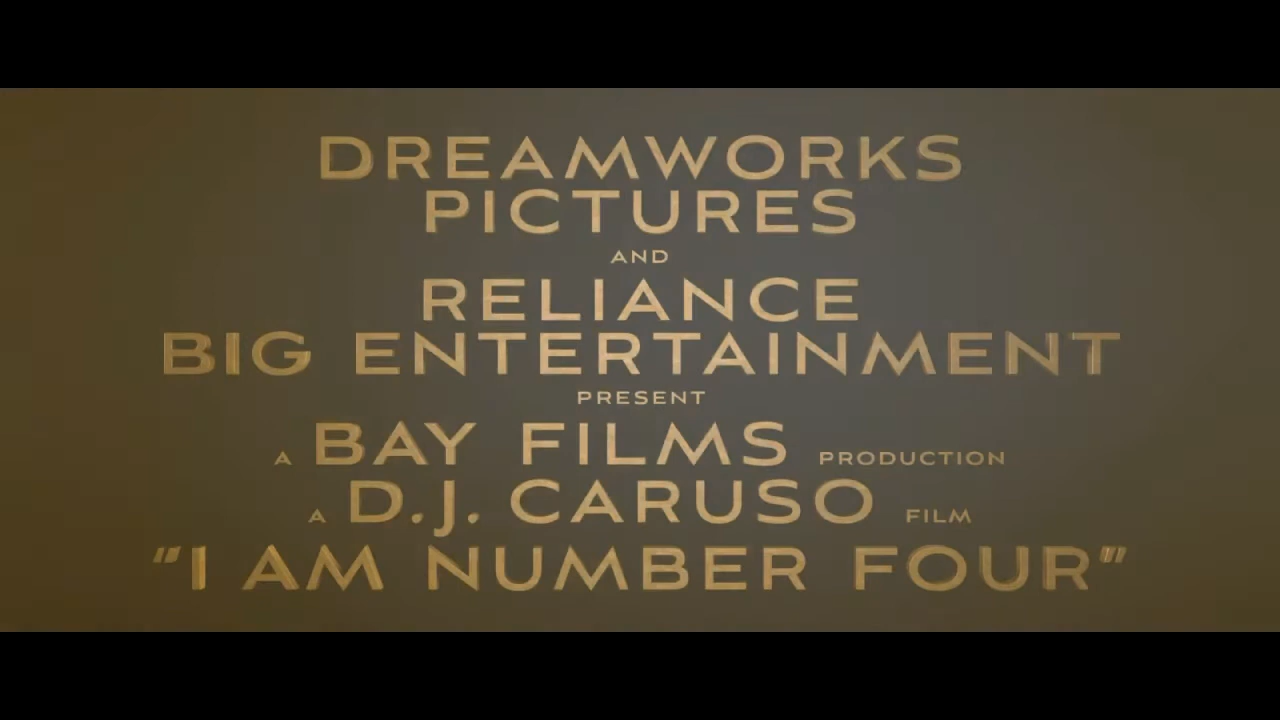 DREAMWORKS
PICTURES
AND
RELIANCE
BIG ENTERTAINMENT
PRESENT
A BAY FILMS PRODUCTION
A D.J. CARUSO FILM
“I AM NUMBER FOUR”